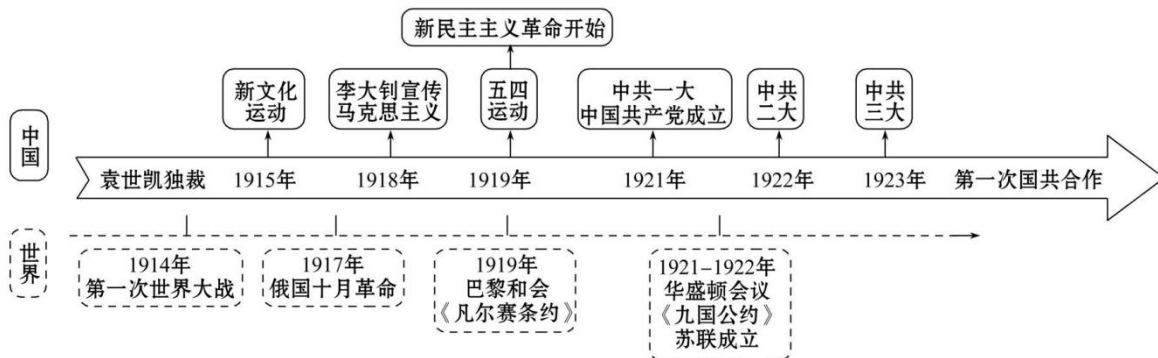 新民主主义革命开始
新文化
运动
李大钊宣传
马克思主义
五四
运动
中共一大
中国共产党成立
中共
二大
中共
三大
中国
袁世凯独裁
1915年
1918年
1919年
1921年
1922年
1923年
第一次国共合作
世界
1914年
第一次世界大战
1917年
俄国十月革命
1919年
巴黎和会
《凡尔赛条约》
1921-1922年
华盛顿会议
《九国公约》
苏联成立